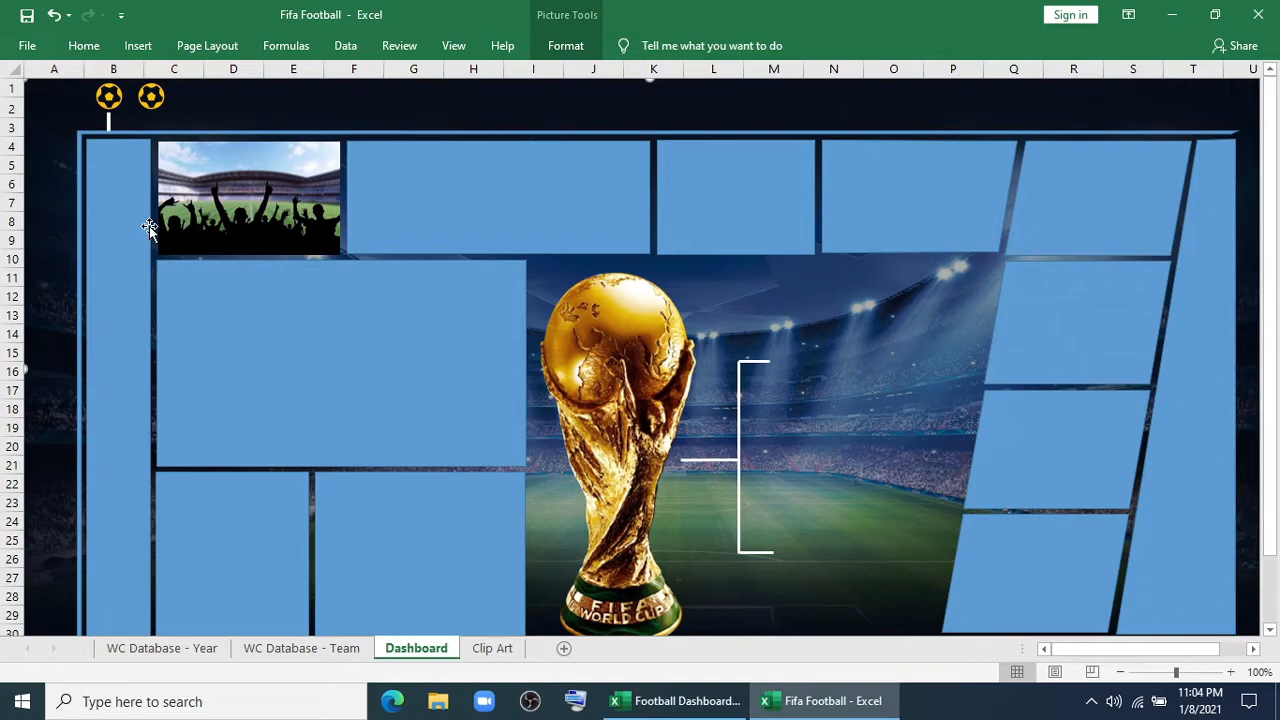 Fifa Football - Excel
Picture Tools
Sign in
File
Home
Insert
Page Layout
Formulas
Data
Review
View
Help
Format
Tell me what you want to do
Share
A B C D E F G H I J K L M N O P Q R S T U
1
2
3
4
5
6
7
8
9
10
11
12
13
14
15
16
17
18
19
20
21
22
23
24
25
26
27
28
29
30
FIFA
WORLD CUP
WC Database - Year
WC Database - Team
Dashboard
Clip Art
100%
Type here to search
Football Dashboard...
Fifa Football - Excel
11:04 PM
1/8/2021